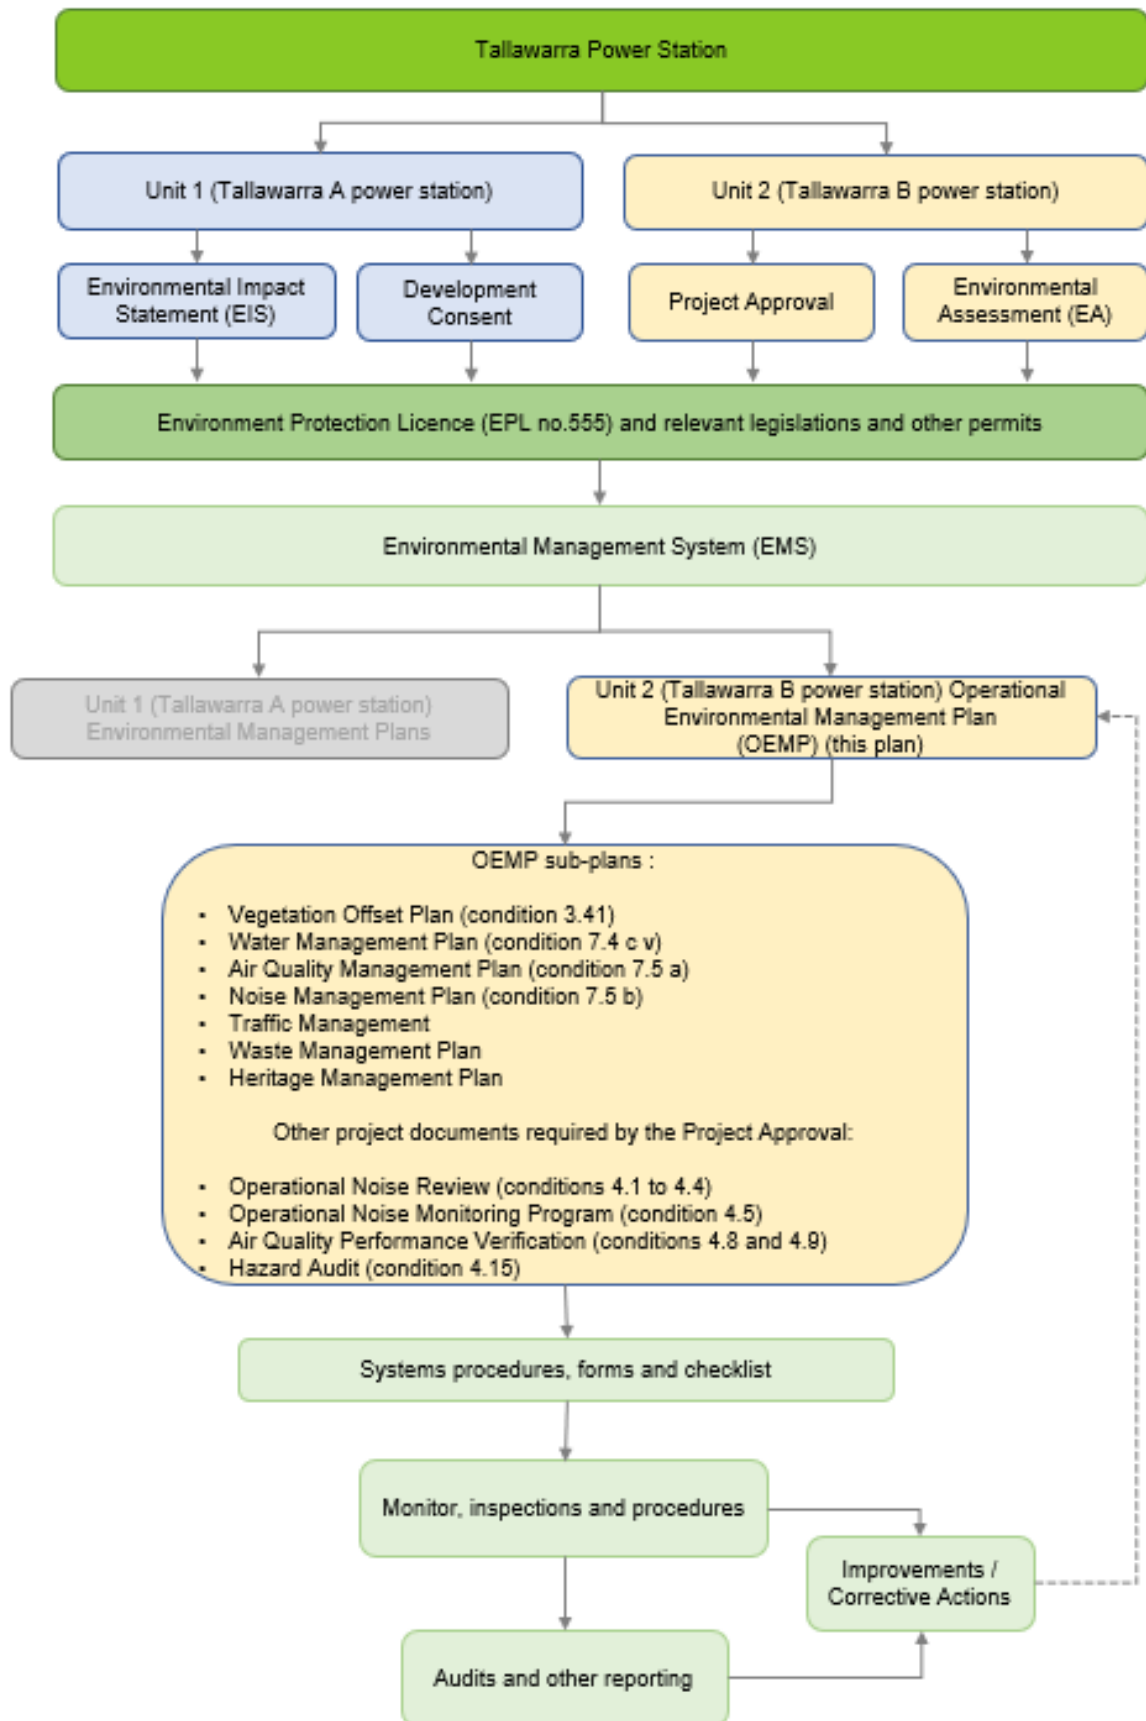 Tallawarra Power Station
Unit 1 (Tallawarra A power station)
Unit 2 (Tallawarra B power station)
Environmental Impact
Statement (EIS)
Development
Consent
Project Approval
Environmental
Assessment (EA)
Environment Protection Licence (EPL no.555) and relevant legislations and other permits
Environmental Management System (EMS)
Unit 1 (Tallawarra A power station)
Environmental Management Plans
Unit 2 (Tallawarra B power station) Operational
Environmental Management Plan
(OEMP) (this plan)
OEMP sub-plans :
▪ Vegetation Offset Plan (condition 3.41)
▪ Water Management Plan (condition 7.4 c v)
▪ Air Quality Management Plan (condition 7.5 a)
▪ Noise Management Plan (condition 7.5 b)
▪ Traffic Management
▪ Waste Management Plan
▪ Heritage Management Plan
Other project documents required by the Project Approval:
▪ Operational Noise Review (conditions 4.1 to 4.4)
▪ Operational Noise Monitoring Program (condition 4.5)
▪ Air Quality Performance Verification (conditions 4.8 and 4.9)
▪ Hazard Audit (condition 4.15)
Systems procedures, forms and checklist
Monitor, inspections and procedures
Improvements /
Corrective Actions
Audits and other reporting